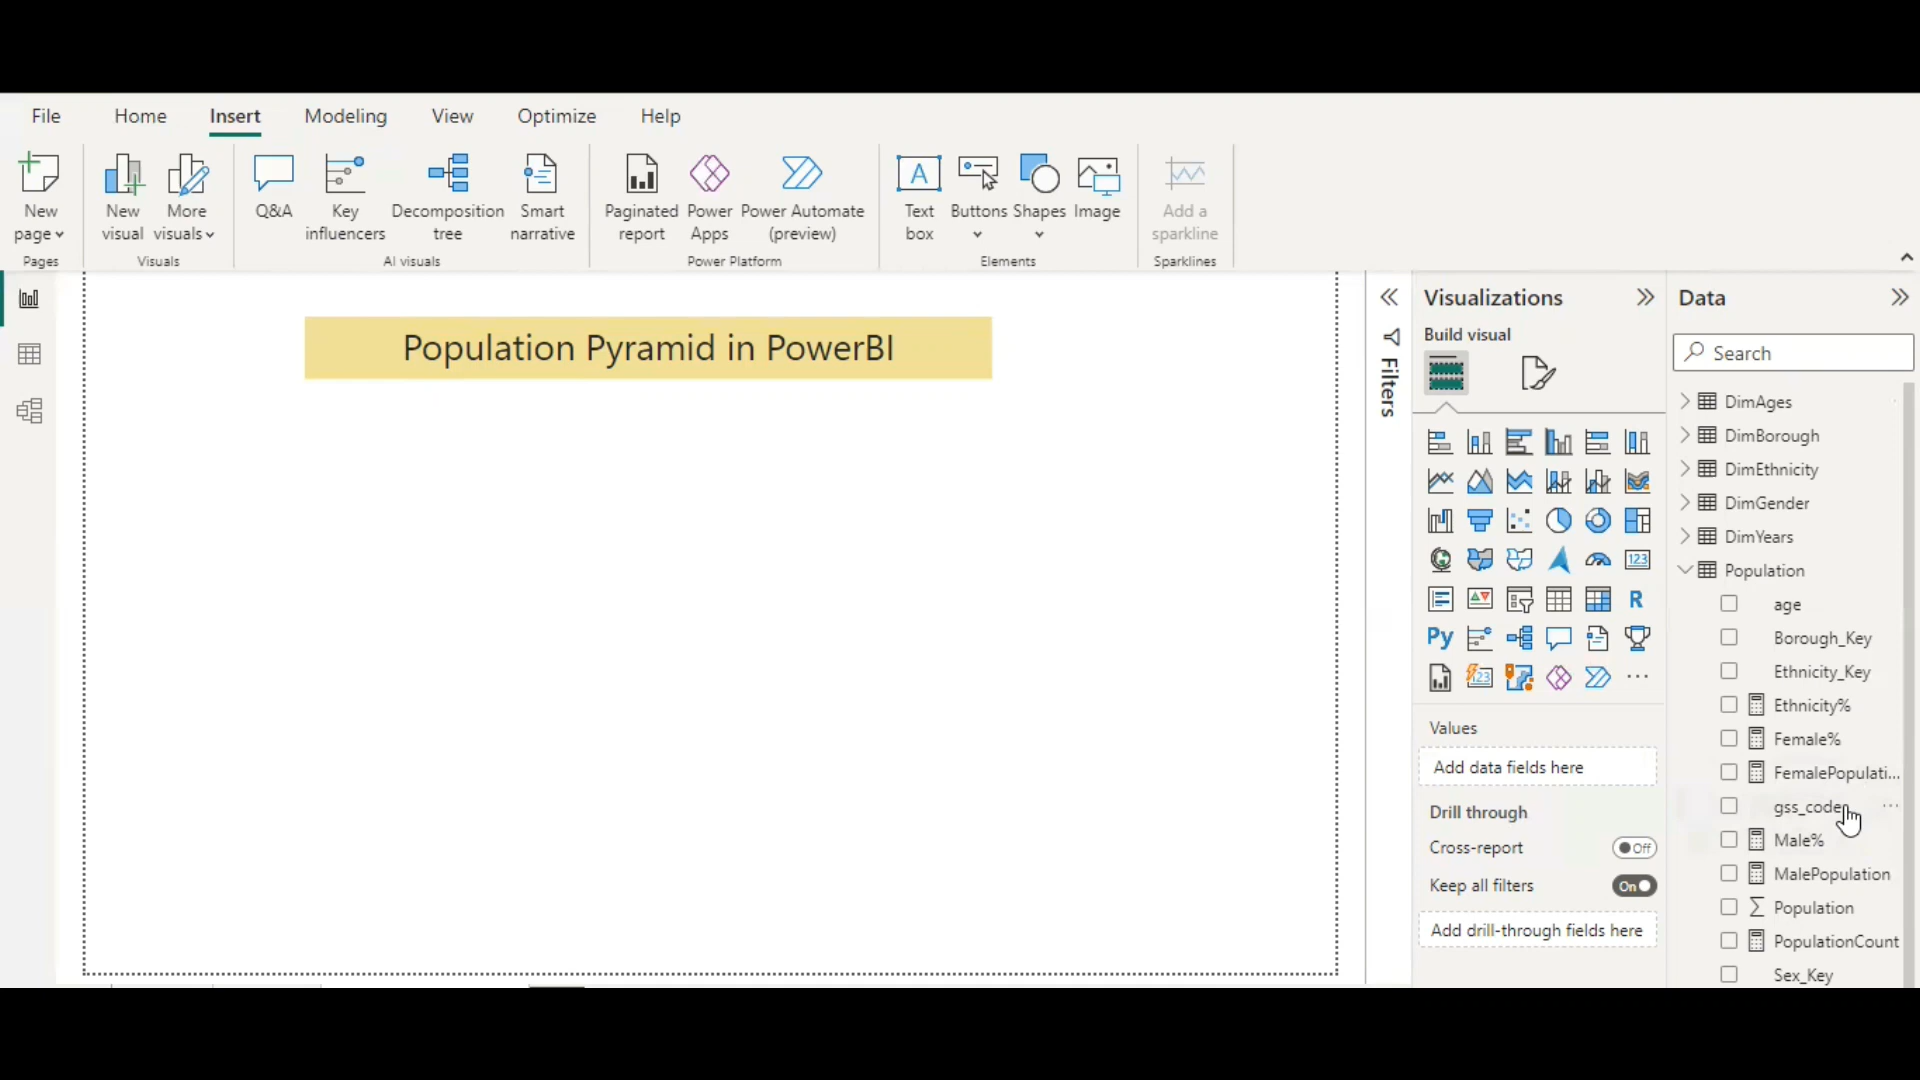 File Home Insert Modeling View Optimize Help
New page
Pages
New visual
More visuals
Visuals
Q&A
Key influencers
Decomposition tree
Smart narrative
AI visuals
Paginated report
Power Apps
Power Automate (preview)
Power Platform
Text box
Buttons
Shapes
Image
Elements
Add a sparkline
Sparklines
Population Pyramid in PowerBI
Filters
Visualizations
Build visual
123
R
Py
123
Values
Add data fields here
Drill through
Cross-report
Off
Keep all filters
On
Add drill-through fields here
Data
Search
DimAges
DimBorough
DimEthnicity
DimGender
DimYears
Population
age
Borough_Key
Ethnicity_Key
Ethnicity%
Female%
FemalePopulati...
gss_code
Male%
MalePopulation
Population
PopulationCount
Sex_Key